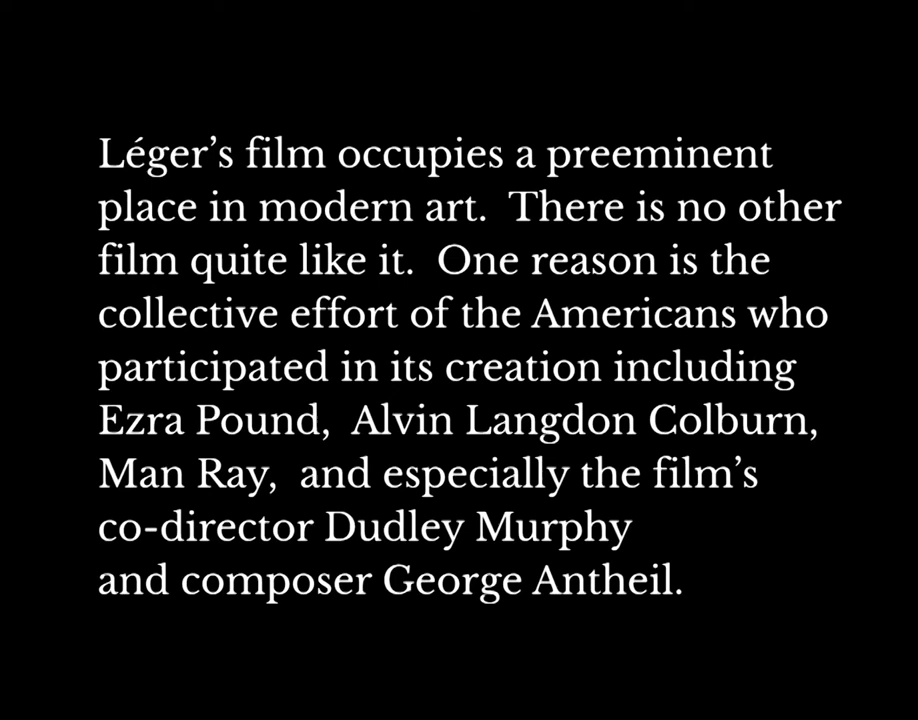 Léger’s film occupies a preeminent
place in modern art.  There is no other
film quite like it.  One reason is the
collective effort of the Americans who
participated in its creation including
Ezra Pound,  Alvin Langdon Colburn,
Man Ray,  and especially the film’s
co-director Dudley Murphy
and composer George Antheil.